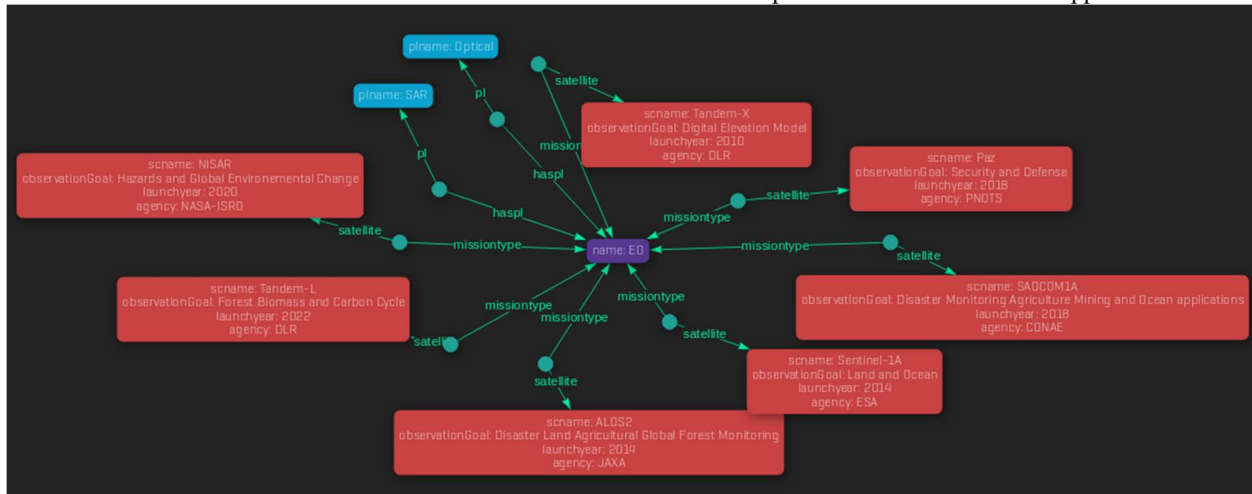 plname: Optical
plname: SAR
pl
pl
satellite
mission
haspl
haspl
scname: Tandem-X
observationGoal: Digital Elevation Model
launchyear: 2010
agency: DLR
scname: NISAR
observationGoal: Hazards and Global Environemental Change
launchyear: 2020
agency: NASA-ISRO
scname: Paz
observationGoal: Security and Defense
launchyear: 2018
agency: PNOTS
satellite
missiontype
satellite
missiontype
name: EO
missiontype
satellite
scname: Tandem-L
observationGoal: Forest Biomass and Carbon Cycle
launchyear: 2022
agency: DLR
missiontype
missiontype
missiontype
scname: SAOCOM1A
observationGoal: Disaster Monitoring Agriculture Mining and Ocean applications
launchyear: 2018
agency: CONAE
satelli
satellite
satellite
scname: Sentinel-1A
observationGoal: Land and Ocean
launchyear: 2014
agency: ESA
scname: ALOS2
observationGoal: Disaster Land Agricultural Global Forest Monitoring
launchyear: 2014
agency: JAXA